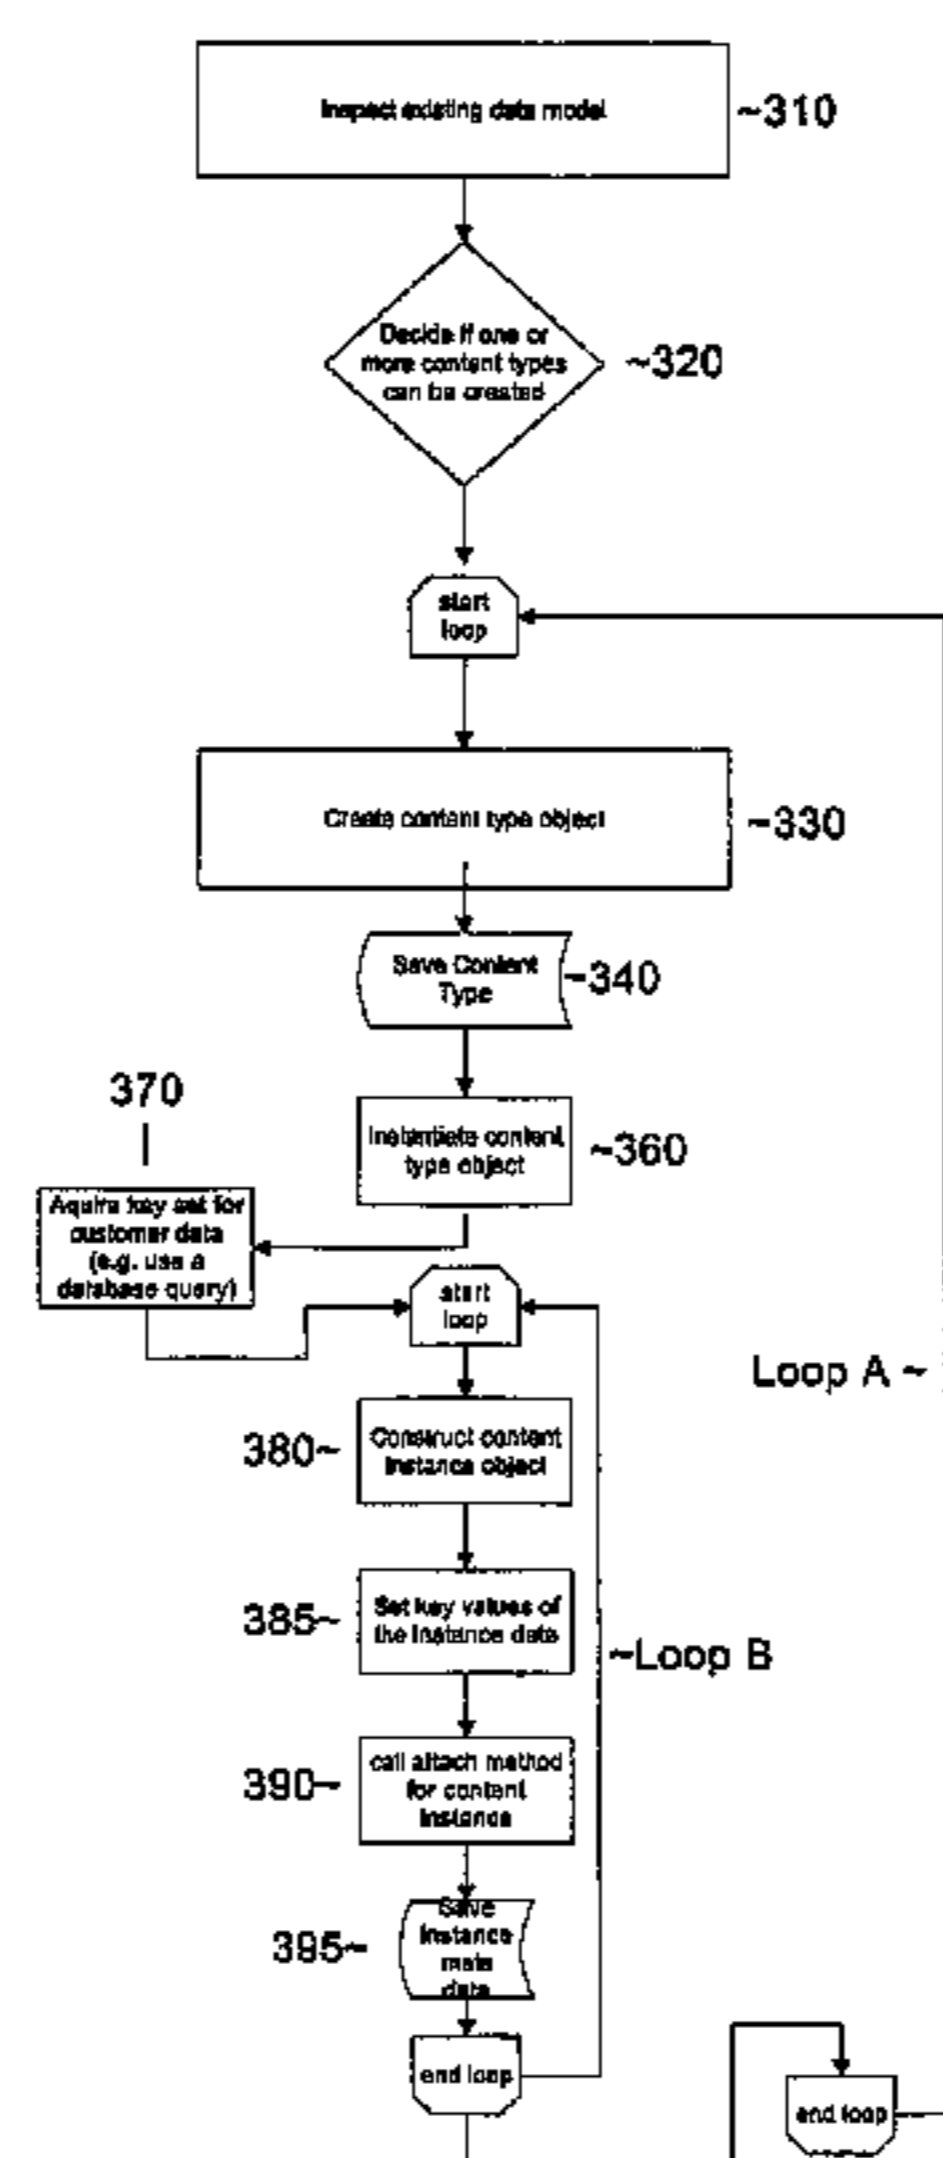 Inspect existing data model
~310
Decide if one or
more content types
can be created
~320
start
loop
Create content type object
~330
Save Content
Type
~340
370
Instantiate content
type object
~360
Aquire key set for
customer data
(e.g. use a
database query)
start
loop
Loop A ~
380~
Construct content
instance object
385~
Set key values of
the instance data
~Loop B
390~
call attach method
for content
instance
395~
Save
instance
meta
data
end loop
end loop